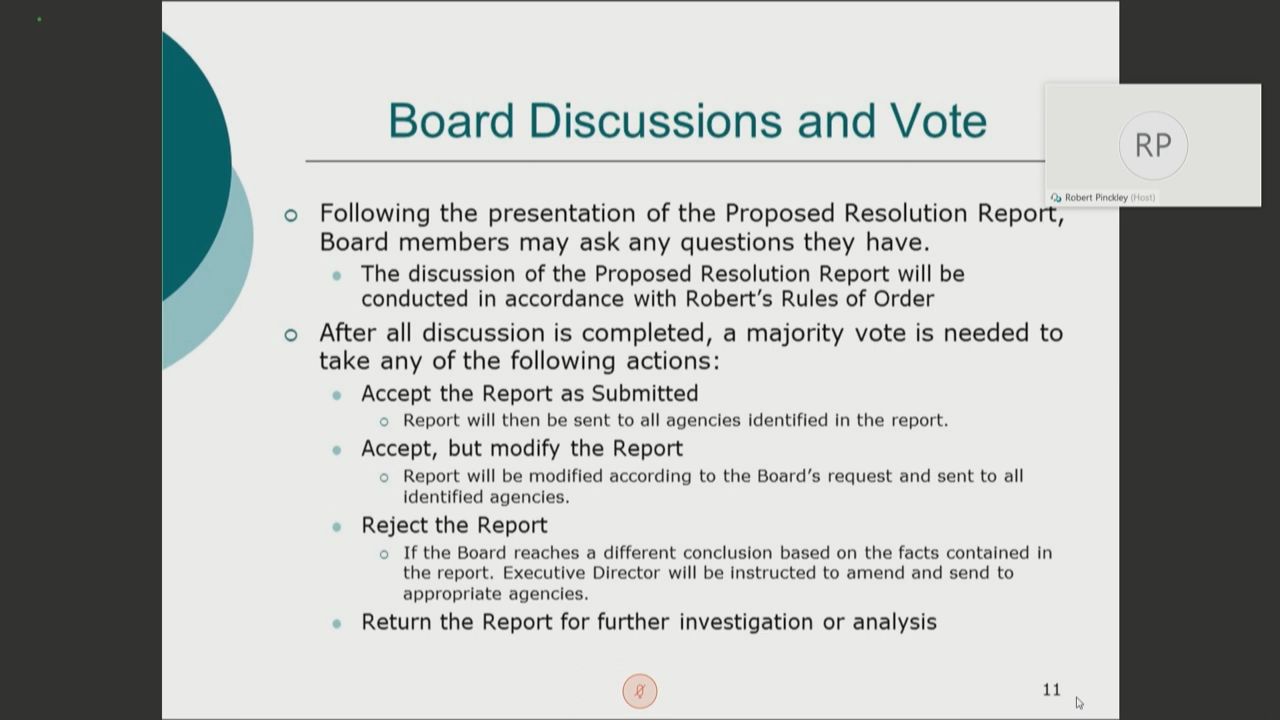 Board Discussions and Vote
RP
Robert Pinckley (Host)
Following the presentation of the Proposed Resolution Report,
Board members may ask any questions they have.
The discussion of the Proposed Resolution Report will be
conducted in accordance with Robert’s Rules of Order
After all discussion is completed, a majority vote is needed to
take any of the following actions:
Accept the Report as Submitted
Report will then be sent to all agencies identified in the report.
Accept, but modify the Report
Report will be modified according to the Board’s request and sent to all
identified agencies.
Reject the Report
If the Board reaches a different conclusion based on the facts contained in
the report. Executive Director will be instructed to amend and send to
appropriate agencies.
Return the Report for further investigation or analysis
11